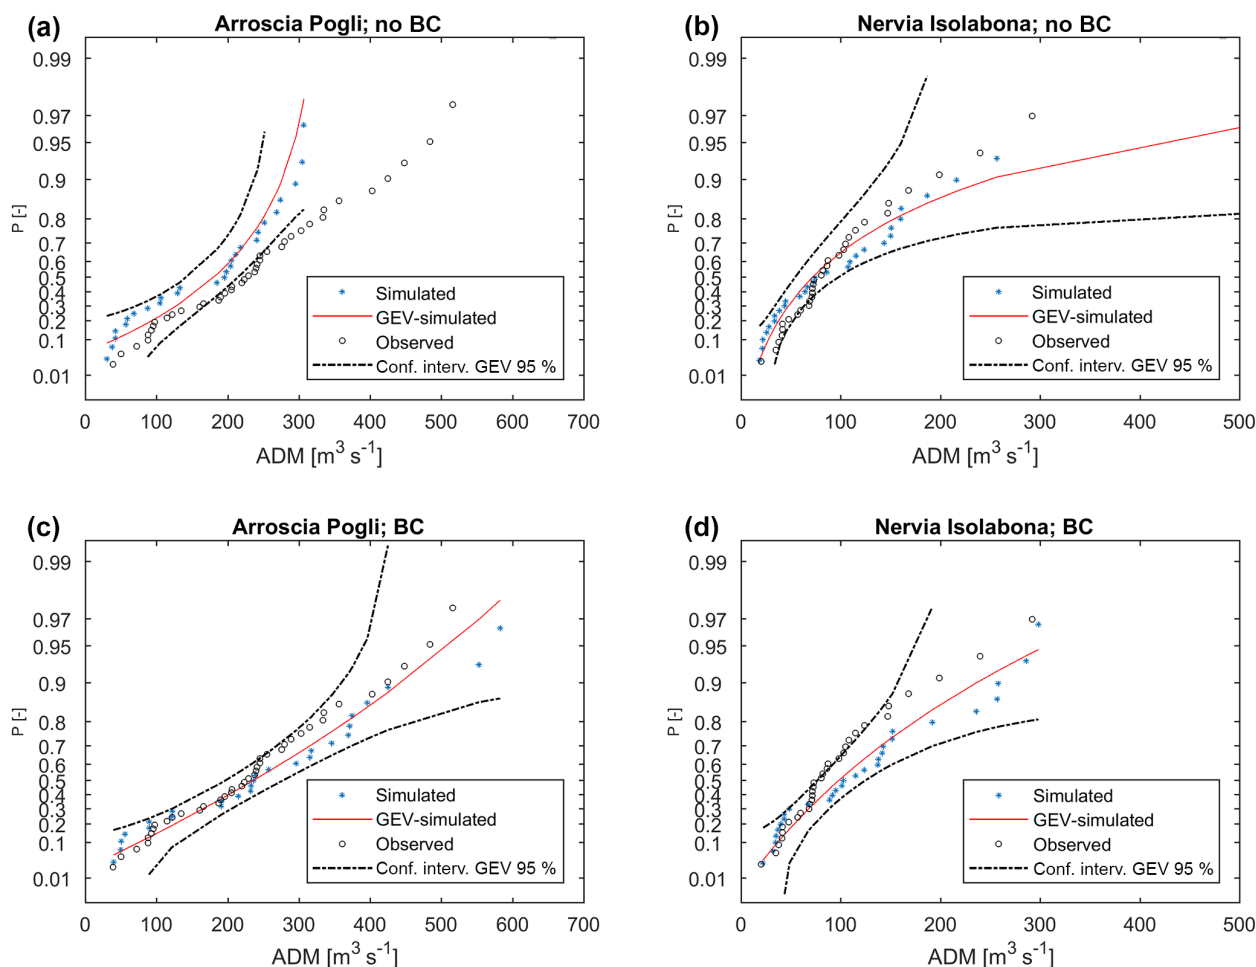 (a) Arroscia Pogli; no BC
P [-]
0.99
0.97
0.95
0.9
0.8
0.7
0.6
0.5
0.4
0.3
0.2
0.1
0.01
Simulated
GEV-simulated
Observed
Conf. interv. GEV 95 %
0 100 200 300 400 500 600 700
ADM [m³ s⁻¹]
(b) Nervia Isolabona; no BC
P [-]
0.99
0.97
0.95
0.9
0.8
0.7
0.6
0.5
0.4
0.3
0.2
0.1
0.01
Simulated
GEV-simulated
Observed
Conf. interv. GEV 95 %
0 100 200 300 400 500
ADM [m³ s⁻¹]
(c) Arroscia Pogli; BC
P [-]
0.99
0.97
0.95
0.9
0.8
0.7
0.6
0.5
0.4
0.3
0.2
0.1
0.01
Simulated
GEV-simulated
Observed
Conf. interv. GEV 95 %
0 100 200 300 400 500 600 700
ADM [m³ s⁻¹]
(d) Nervia Isolabona; BC
P [-]
0.99
0.97
0.95
0.9
0.8
0.7
0.6
0.5
0.4
0.3
0.2
0.1
0.01
Simulated
GEV-simulated
Observed
Conf. interv. GEV 95 %
0 100 200 300 400 500
ADM [m³ s⁻¹]